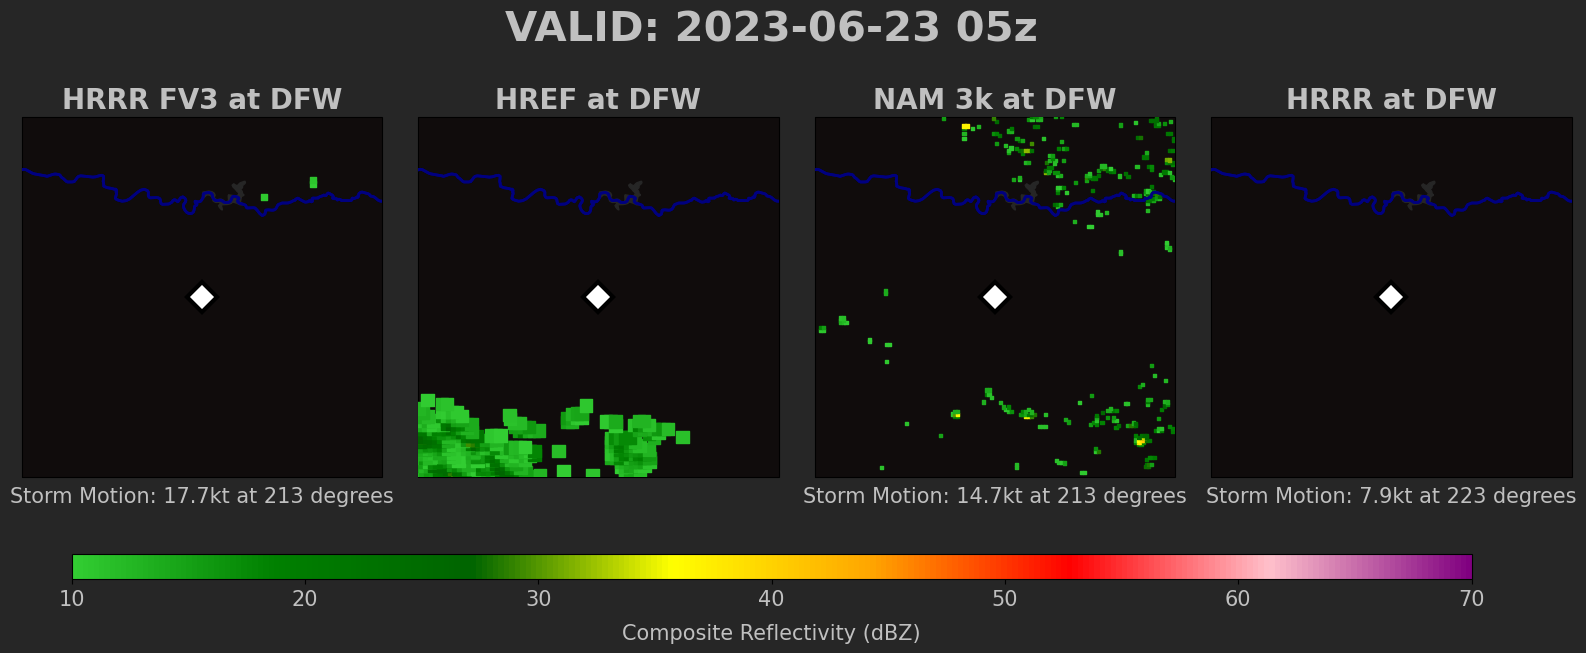 VALID: 2023-06-23 05z
HRRR FV3 at DFW
HREF at DFW
NAM 3k at DFW
HRRR at DFW
Storm Motion: 17.7kt at 213 degrees
Storm Motion: 14.7kt at 213 degrees
Storm Motion: 7.9kt at 223 degrees
10 20 30 40 50 60 70
Composite Reflectivity (dBZ)